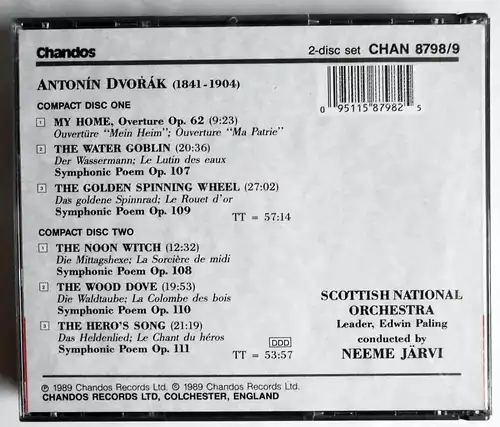 Chandos
2-disc set CHAN 8798/9
ANTONÍN DVOŘÁK (1841-1904)
0 95115 87982 5
COMPACT DISC ONE
1 MY HOME, Overture Op. 62 (9:23)
Ouvertüre "Mein Heim"; Ouverture "Ma Patrie"
2 THE WATER GOBLIN (20:36)
Der Wassermann; Le Lutin des eaux
Symphonic Poem Op. 107
3 THE GOLDEN SPINNING WHEEL (27:02)
Das goldene Spinnrad; Le Rouet d'or
Symphonic Poem Op. 109
TT = 57:14
COMPACT DISC TWO
1 THE NOON WITCH (12:32)
Die Mittagshexe; La Sorcière de midi
Symphonic Poem Op. 108
2 THE WOOD DOVE (19:53)
Die Waldtaube; La Colombe des bois
Symphonic Poem Op. 110
3 THE HERO'S SONG (21:19)
Das Heldenlied; Le Chant du héros
Symphonic Poem Op. 111
DDD
TT = 53:57
SCOTTISH NATIONAL
ORCHESTRA
Leader, Edwin Paling
conducted by
NEEME JÄRVI
℗ 1989 Chandos Records Ltd. © 1989 Chandos Records Ltd.
CHANDOS RECORDS LTD, COLCHESTER, ENGLAND